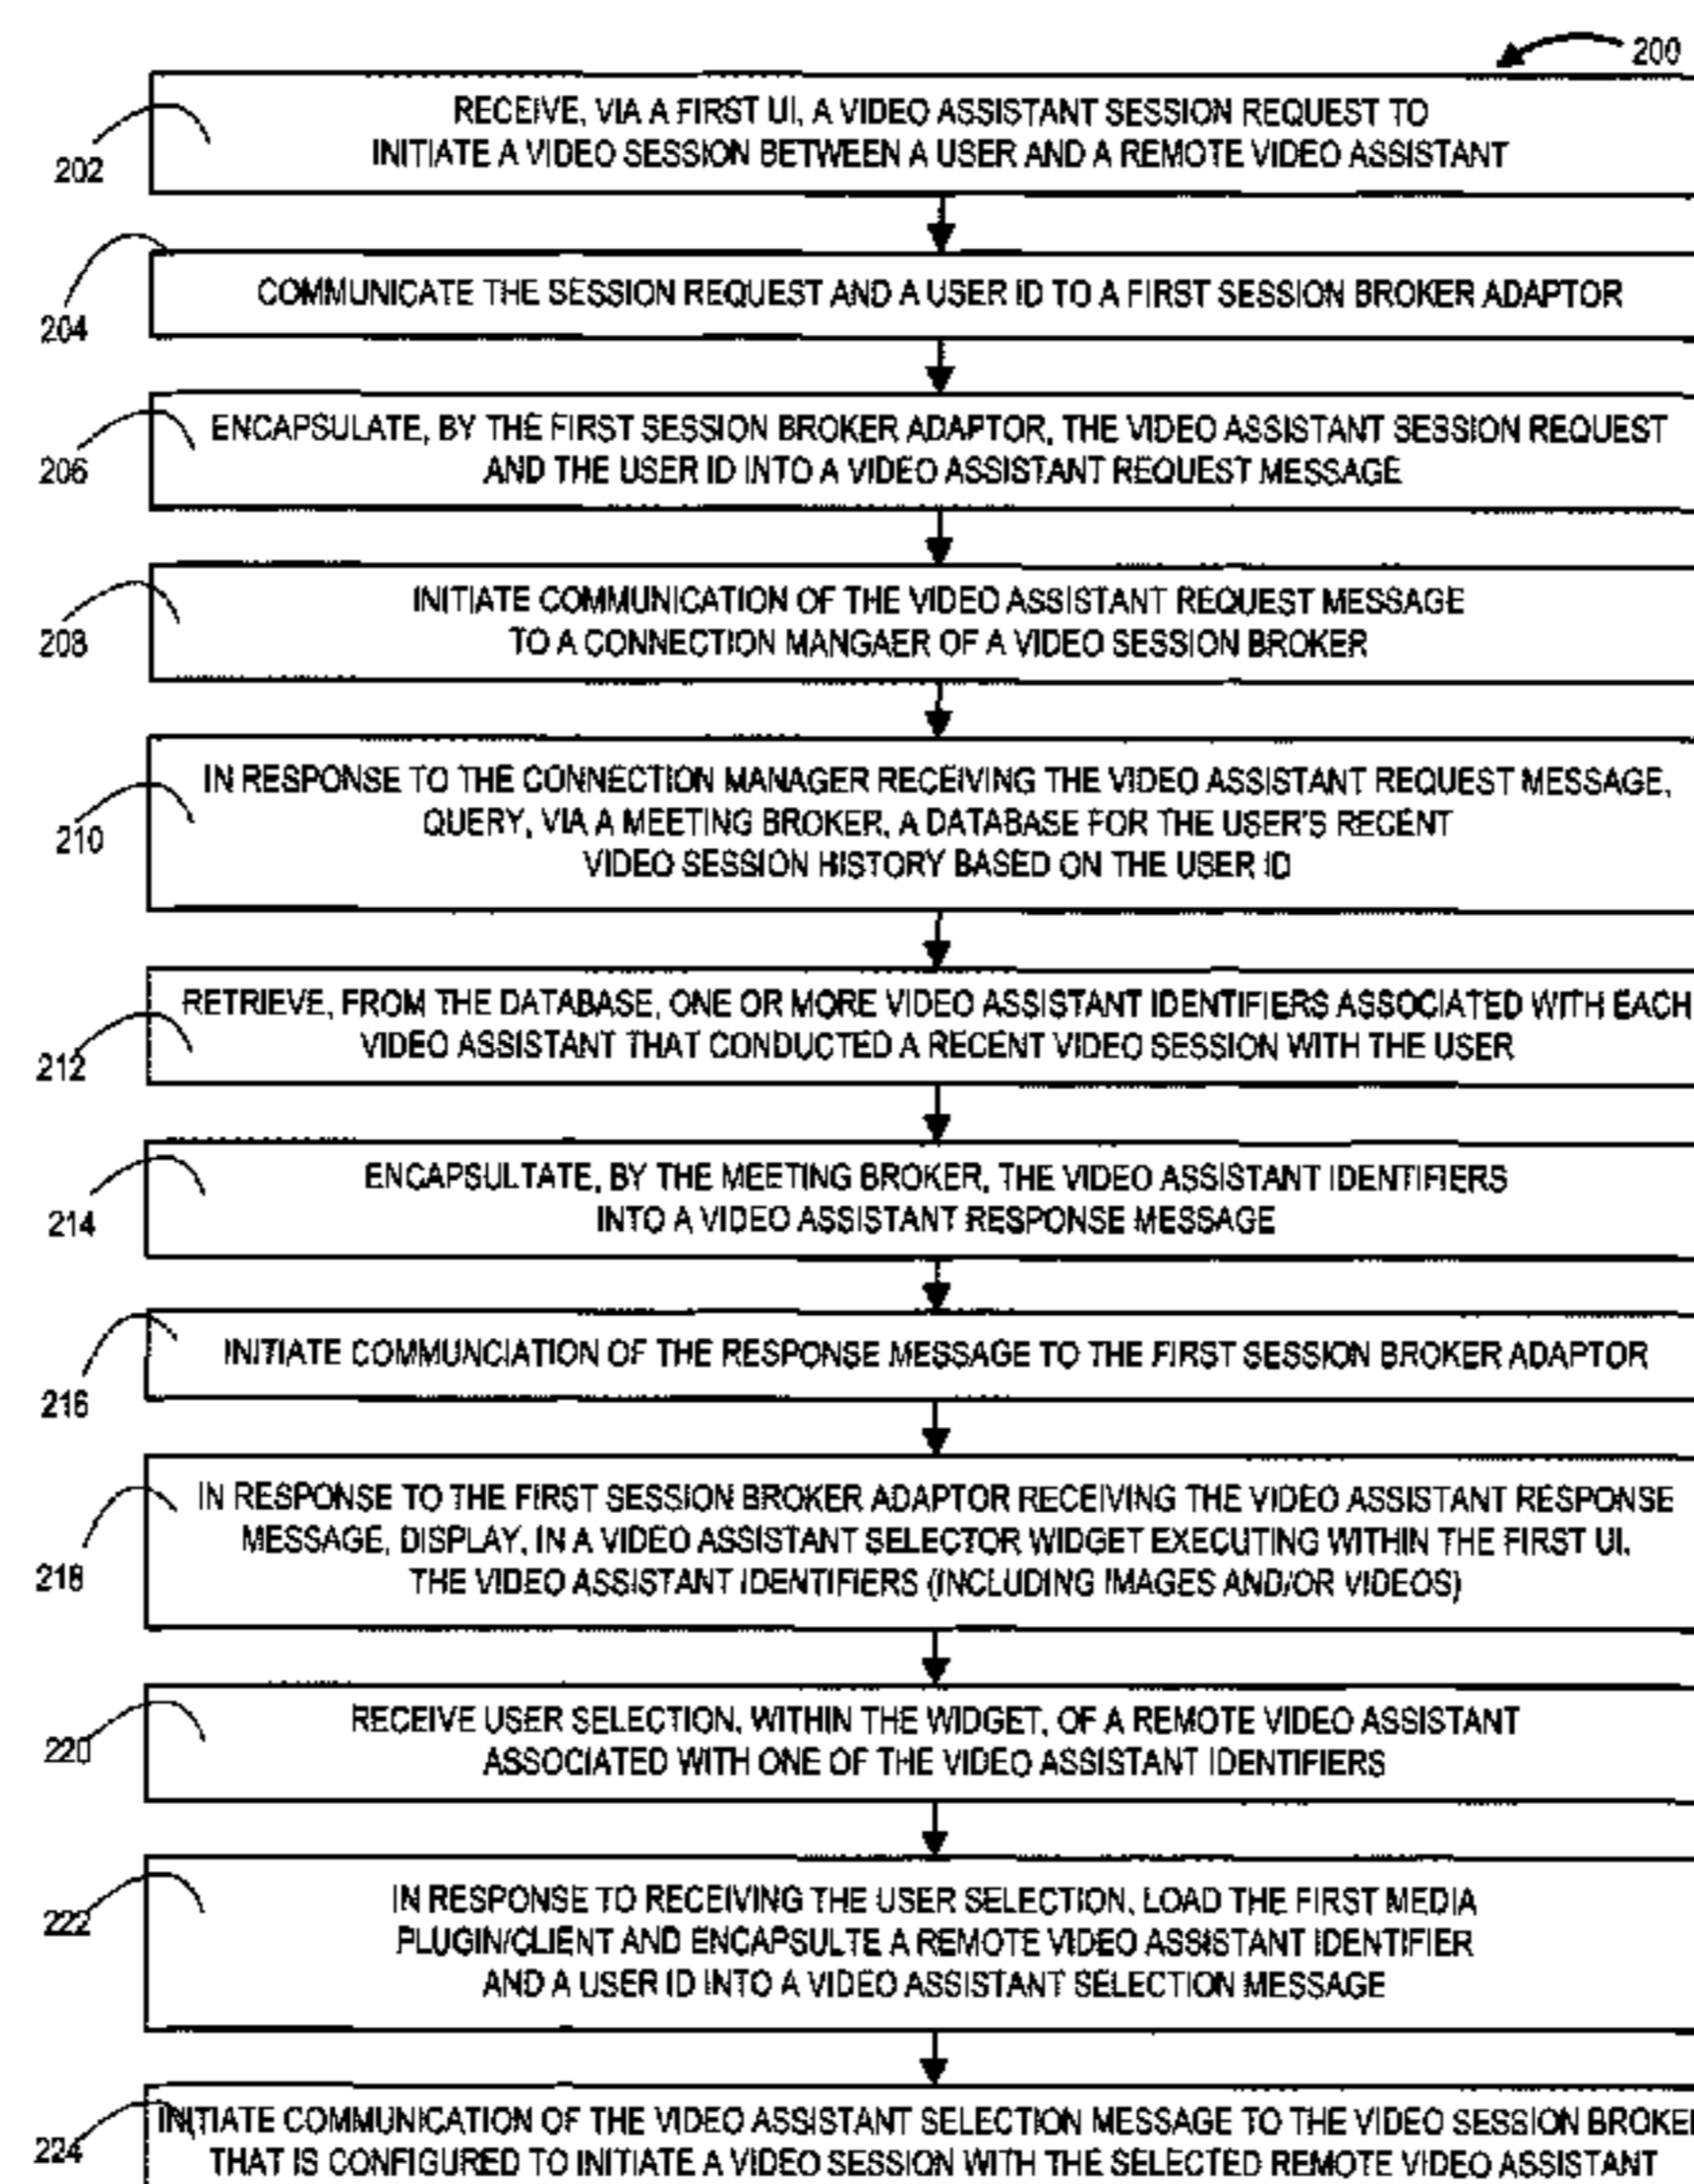 200
202
RECEIVE, VIA A FIRST UI, A VIDEO ASSISTANT SESSION REQUEST TO
INITIATE A VIDEO SESSION BETWEEN A USER AND A REMOTE VIDEO ASSISTANT
204
COMMUNICATE THE SESSION REQUEST AND A USER ID TO A FIRST SESSION BROKER ADAPTOR
206
ENCAPSULATE, BY THE FIRST SESSION BROKER ADAPTOR, THE VIDEO ASSISTANT SESSION REQUEST
AND THE USER ID INTO A VIDEO ASSISTANT REQUEST MESSAGE
208
INITIATE COMMUNICATION OF THE VIDEO ASSISTANT REQUEST MESSAGE
TO A CONNECTION MANGAER OF A VIDEO SESSION BROKER
210
IN RESPONSE TO THE CONNECTION MANAGER RECEIVING THE VIDEO ASSISTANT REQUEST MESSAGE,
QUERY, VIA A MEETING BROKER, A DATABASE FOR THE USER'S RECENT
VIDEO SESSION HISTORY BASED ON THE USER ID
212
RETRIEVE, FROM THE DATABASE, ONE OR MORE VIDEO ASSISTANT IDENTIFIERS ASSOCIATED WITH EACH
VIDEO ASSISTANT THAT CONDUCTED A RECENT VIDEO SESSION WITH THE USER
214
ENCAPSULTATE, BY THE MEETING BROKER, THE VIDEO ASSISTANT IDENTIFIERS
INTO A VIDEO ASSISTANT RESPONSE MESSAGE
216
INITIATE COMMUNCIATION OF THE RESPONSE MESSAGE TO THE FIRST SESSION BROKER ADAPTOR
218
IN RESPONSE TO THE FIRST SESSION BROKER ADAPTOR RECEIVING THE VIDEO ASSISTANT RESPONSE
MESSAGE, DISPLAY, IN A VIDEO ASSISTANT SELECTOR WIDGET EXECUTING WITHIN THE FIRST UI,
THE VIDEO ASSISTANT IDENTIFIERS (INCLUDING IMAGES AND/OR VIDEOS)
220
RECEIVE USER SELECTION, WITHIN THE WIDGET, OF A REMOTE VIDEO ASSISTANT
ASSOCIATED WITH ONE OF THE VIDEO ASSISTANT IDENTIFIERS
222
IN RESPONSE TO RECEIVING THE USER SELECTION, LOAD THE FIRST MEDIA
PLUGIN/CLIENT AND ENCAPSULTE A REMOTE VIDEO ASSISTANT IDENTIFIER
AND A USER ID INTO A VIDEO ASSISTANT SELECTION MESSAGE
224
INITIATE COMMUNICATION OF THE VIDEO ASSISTANT SELECTION MESSAGE TO THE VIDEO SESSION BROKER
THAT IS CONFIGURED TO INITIATE A VIDEO SESSION WITH THE SELECTED REMOTE VIDEO ASSISTANT